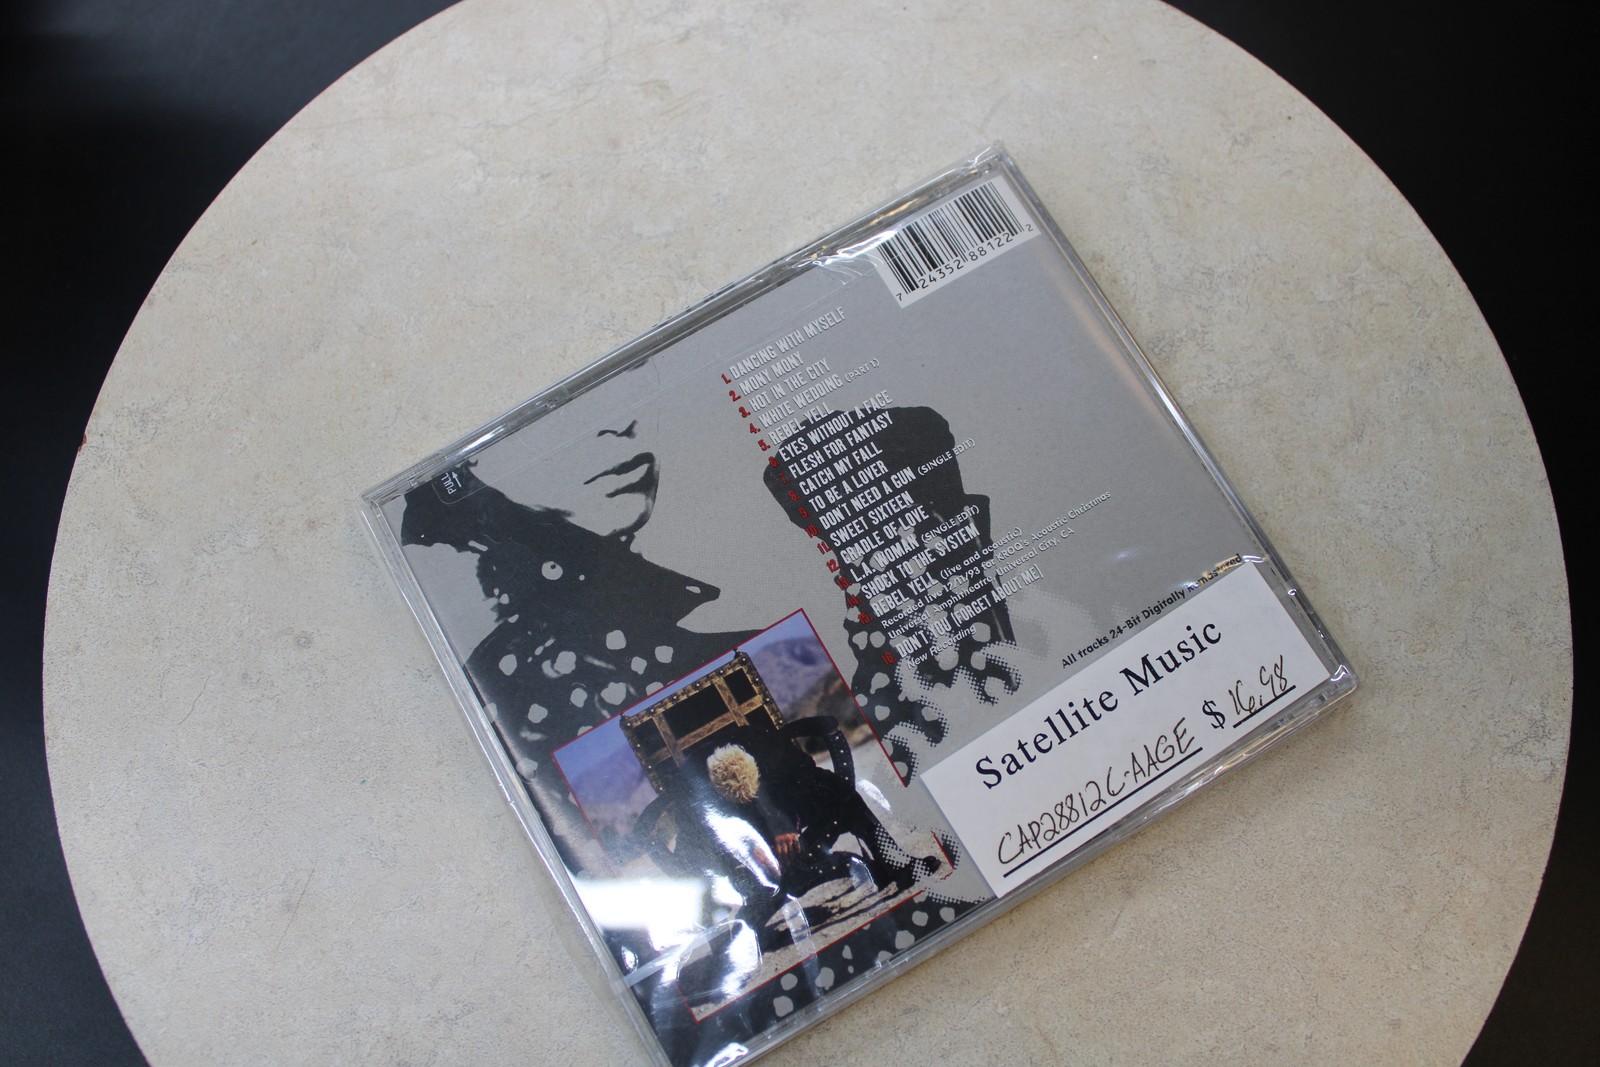 7 24352 88122 2
1. DANCING WITH MYSELF
2. MONY MONY
3. HOT IN THE CITY
4. WHITE WEDDING (PART 1)
5. REBEL YELL
6. EYES WITHOUT A FACE
7. FLESH FOR FANTASY
8. CATCH MY FALL
9. TO BE A LOVER
10. DON'T NEED A GUN (SINGLE EDIT)
11. SWEET SIXTEEN
12. CRADLE OF LOVE
13. L.A. WOMAN (SINGLE EDIT)
14. SHOCK TO THE SYSTEM
15. REBEL YELL (live and acoustic)
Recorded live 12/11/93 for KROQ's Acoustic Christmas
Universal Amphitheatre, Universal City, CA
16. DON'T YOU (FORGET ABOUT ME)
New Recording
PULL
All tracks 24-Bit Digitally Remastered
Satellite Music
CAP28812C-AAGE $16.98